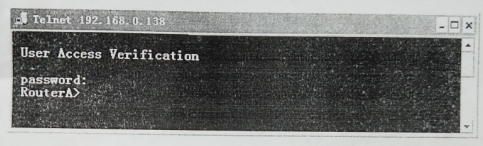 Telnet 192.168.0.138
User Access Verification
password:
RouterA>